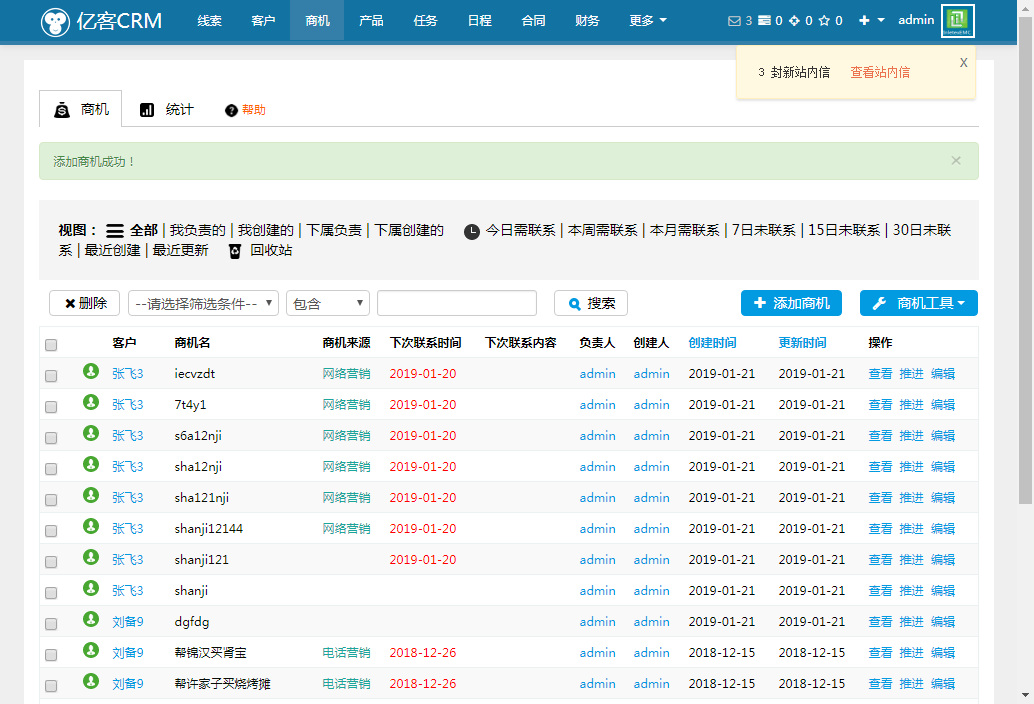 亿客CRM 线索 客户 商机 产品 任务 日程 合同 财务 更多 3 0 0 0 admin
3 封新站内信 查看站内信 X
商机 统计 帮助
添加商机成功！ ×
视图： 全部 | 我负责的 | 我创建的 | 下属负责 | 下属创建的 今日需联系 | 本周需联系 | 本月需联系 | 7日未联系 | 15日未联系 | 30日未联
系 | 最近创建 | 最近更新 回收站
删除 --请选择筛选条件-- 包含 搜索 添加商机 商机工具
客户 商机名 商机来源 下次联系时间 下次联系内容 负责人 创建人 创建时间 更新时间 操作
张飞3 iecvzdt 网络营销 2019-01-20 admin admin 2019-01-21 2019-01-21 查看 推进 编辑
张飞3 7t4y1 网络营销 2019-01-20 admin admin 2019-01-21 2019-01-21 查看 推进 编辑
张飞3 s6a12nji 网络营销 2019-01-20 admin admin 2019-01-21 2019-01-21 查看 推进 编辑
张飞3 sha12nji 网络营销 2019-01-20 admin admin 2019-01-21 2019-01-21 查看 推进 编辑
张飞3 sha121nji 网络营销 2019-01-20 admin admin 2019-01-21 2019-01-21 查看 推进 编辑
张飞3 shanji12144 网络营销 2019-01-20 admin admin 2019-01-21 2019-01-21 查看 推进 编辑
张飞3 shanji121 2019-01-20 admin admin 2019-01-21 2019-01-21 查看 推进 编辑
张飞3 shanji admin admin 2019-01-21 2019-01-21 查看 推进 编辑
刘备9 dgfdg admin admin 2019-01-21 2019-01-21 查看 推进 编辑
刘备9 帮锦汉买肾宝 电话营销 2018-12-26 admin admin 2018-12-15 2018-12-15 查看 推进 编辑
刘备9 帮许家子买烧烤摊 电话营销 2018-12-26 admin admin 2018-12-15 2018-12-15 查看 推进 编辑